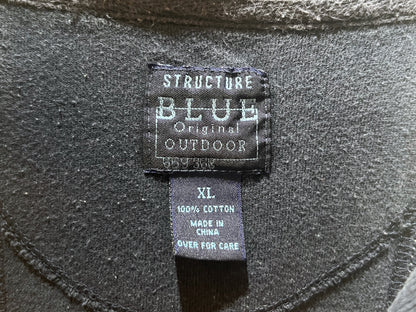 STRUCTURE
BLUE
Original
OUTDOOR
XL
100% COTTON
MADE IN
CHINA
OVER FOR CARE